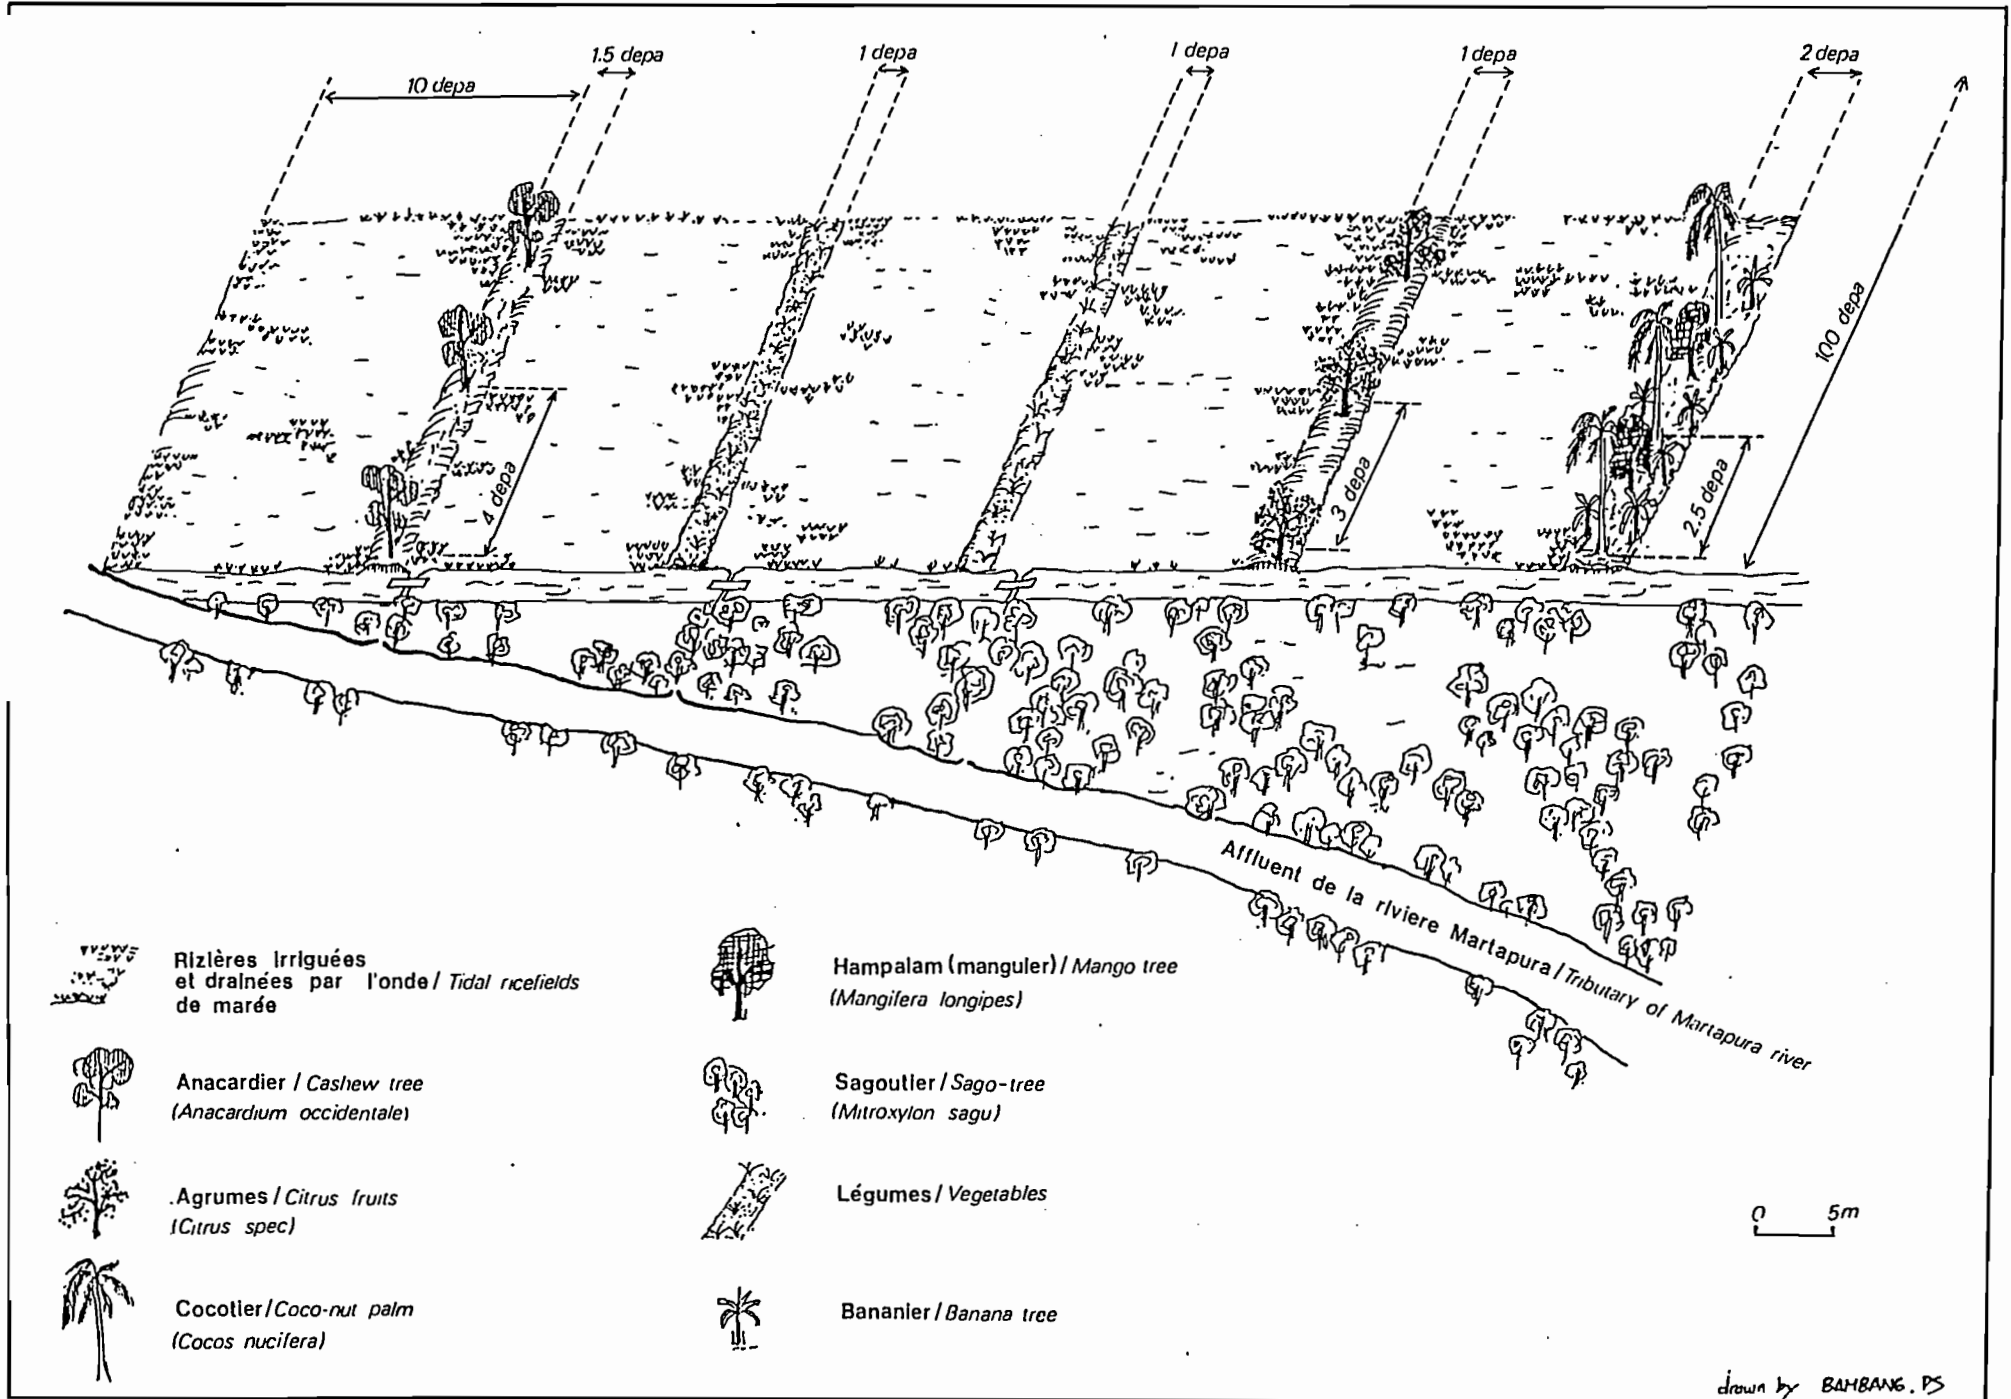 1.5 depa
1 depa
1 depa
1 depa
2 depa
10 depa
100 depa
4 depa
3 depa
2.5 depa
Affluent de la riviere Martapura / Tributary of Martapura river
Rizières irriguées
et drainées par l'onde / Tidal ricefields
de marée
Anacardier / Cashew tree
(Anacardium occidentale)
Agrumes / Citrus fruits
(Citrus spec)
Cocotier / Coco-nut palm
(Cocos nucifera)
Hampalam (manguier) / Mango tree
(Mangifera longipes)
Sagoutier / Sago-tree
(Mitroxylon sagu)
Légumes / Vegetables
Bananier / Banana tree
0 5m
drawn by BAMBANG. PS